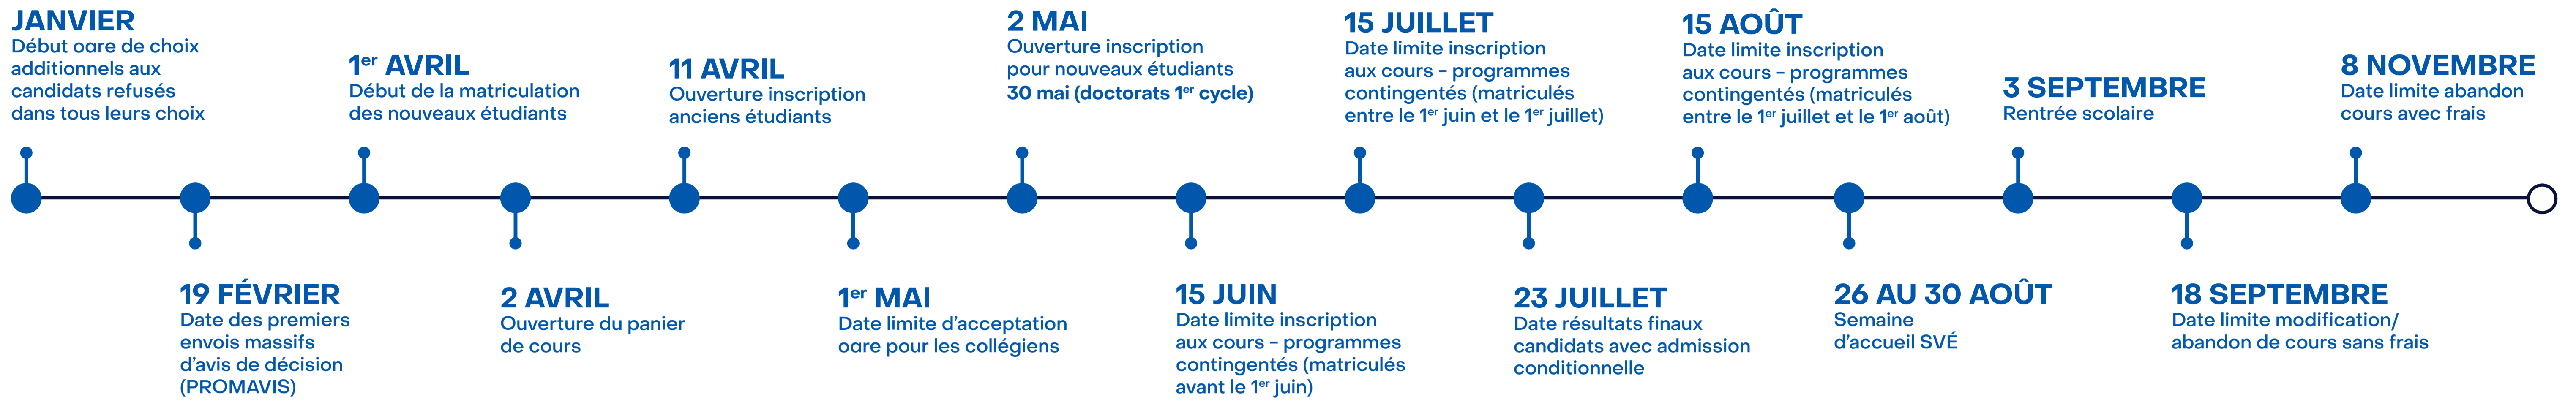 JANVIER
Début oαre de choix
additionnels aux
candidats refusés
dans tous leurs choix
19 FÉVRIER
Date des premiers
envois massifs
d'avis de décision
(PROMAVIS)
1er AVRIL
Début de la matriculation
des nouveaux étudiants
2 AVRIL
Ouverture du panier
de cours
11 AVRIL
Ouverture inscription
anciens étudiants
1er MAI
Date limite d'acceptation
oαre pour les collégiens
2 MAI
Ouverture inscription
pour nouveaux étudiants
30 mai (doctorats 1er cycle)
15 JUIN
Date limite inscription
aux cours – programmes
contingentés (matriculés
avant le 1er juin)
15 JUILLET
Date limite inscription
aux cours – programmes
contingentés (matriculés
entre le 1er juin et le 1er juillet)
23 JUILLET
Date résultats finaux
candidats avec admission
conditionnelle
15 AOÛT
Date limite inscription
aux cours – programmes
contingentés (matriculés
entre le 1er juillet et le 1er août)
26 AU 30 AOÛT
Semaine
d'accueil SVÉ
3 SEPTEMBRE
Rentrée scolaire
18 SEPTEMBRE
Date limite modification/
abandon de cours sans frais
8 NOVEMBRE
Date limite abandon
cours avec frais